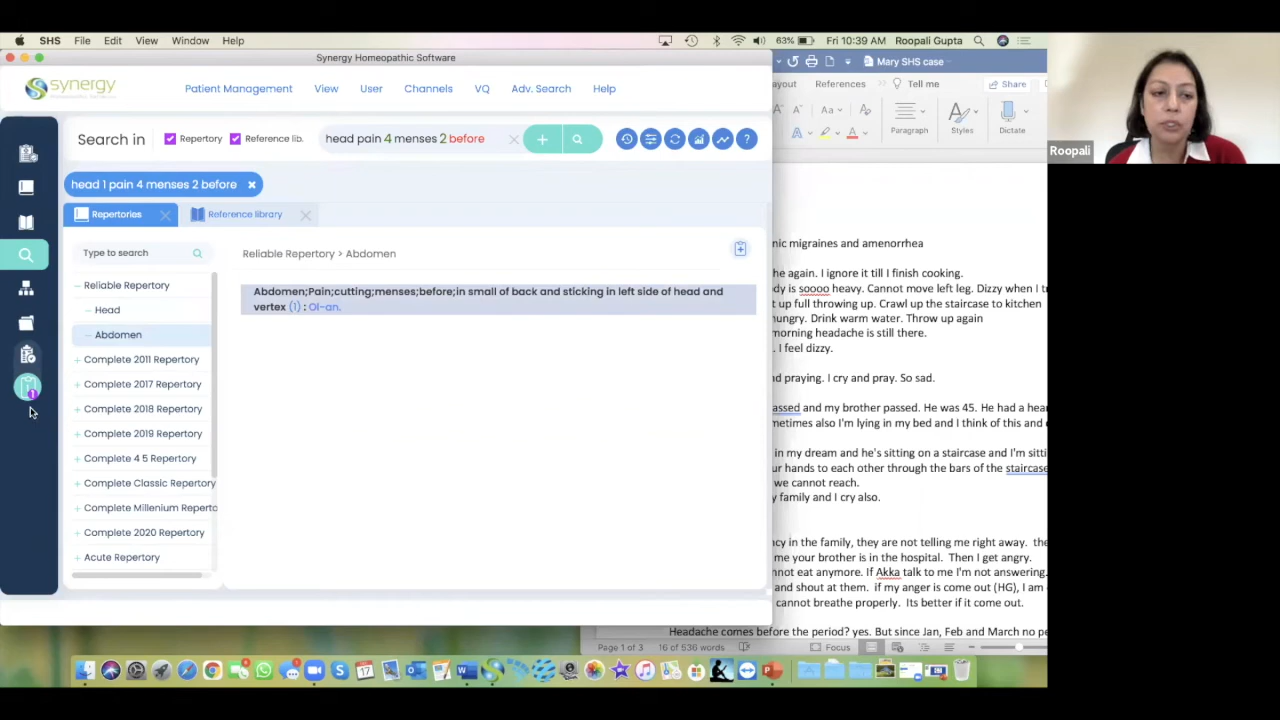 SHS File Edit View Window Help
63% Fri 10:39 AM Roopali Gupta
Synergy Homeopathic Software
synergy
Patient Management View User Channels VQ Adv. Search Help
Search in Repertory Reference lib. head pain 4 menses 2 before
head 1 pain 4 menses 2 before
Repertories Reference library
Type to search
Reliable Repertory
Head
Abdomen
Complete 2011 Repertory
Complete 2017 Repertory
Complete 2018 Repertory
Complete 2019 Repertory
Complete 4 5 Repertory
Complete Classic Repertory
Complete Millenium Reperto
Complete 2020 Repertory
Acute Repertory
Reliable Repertory > Abdomen
Abdomen;Pain;cutting;menses;before;in small of back and sticking in left side of head and
vertex (1) : Ol-an.
Mary SHS case
ayout References Tell me Share
Paragraph Styles Dictate
nic migraines and amenorrhea
he again. I ignore it till I finish cooking.
dy is soooo heavy. Cannot move left leg. Dizzy when I t
t up full throwing up. Crawl up the staircase to kitchen
hungry. Drink warm water. Throw up again
morning headache is still there.
. I feel dizzy.
nd praying. I cry and pray. So sad.
assed and my brother passed. He was 45. He had a hear
metimes also I'm lying in my bed and I think of this and
in my dream and he's sitting on a staircase and I'm sitti
ur hands to each other through the bars of the staircase
we cannot reach.
y family and I cry also.
ncy in the family, they are not telling me right away. the
me your brother is in the hospital. Then I get angry.
nnot eat anymore. If Akka talk to me I'm not answering.
and shout at them. if my anger is come out (HG), I am
cannot breathe properly. Its better if it come out.
Headache comes before the period? yes. But since Jan, Feb and March no pe
Page 1 of 3 16 of 536 words Focus
Roopali